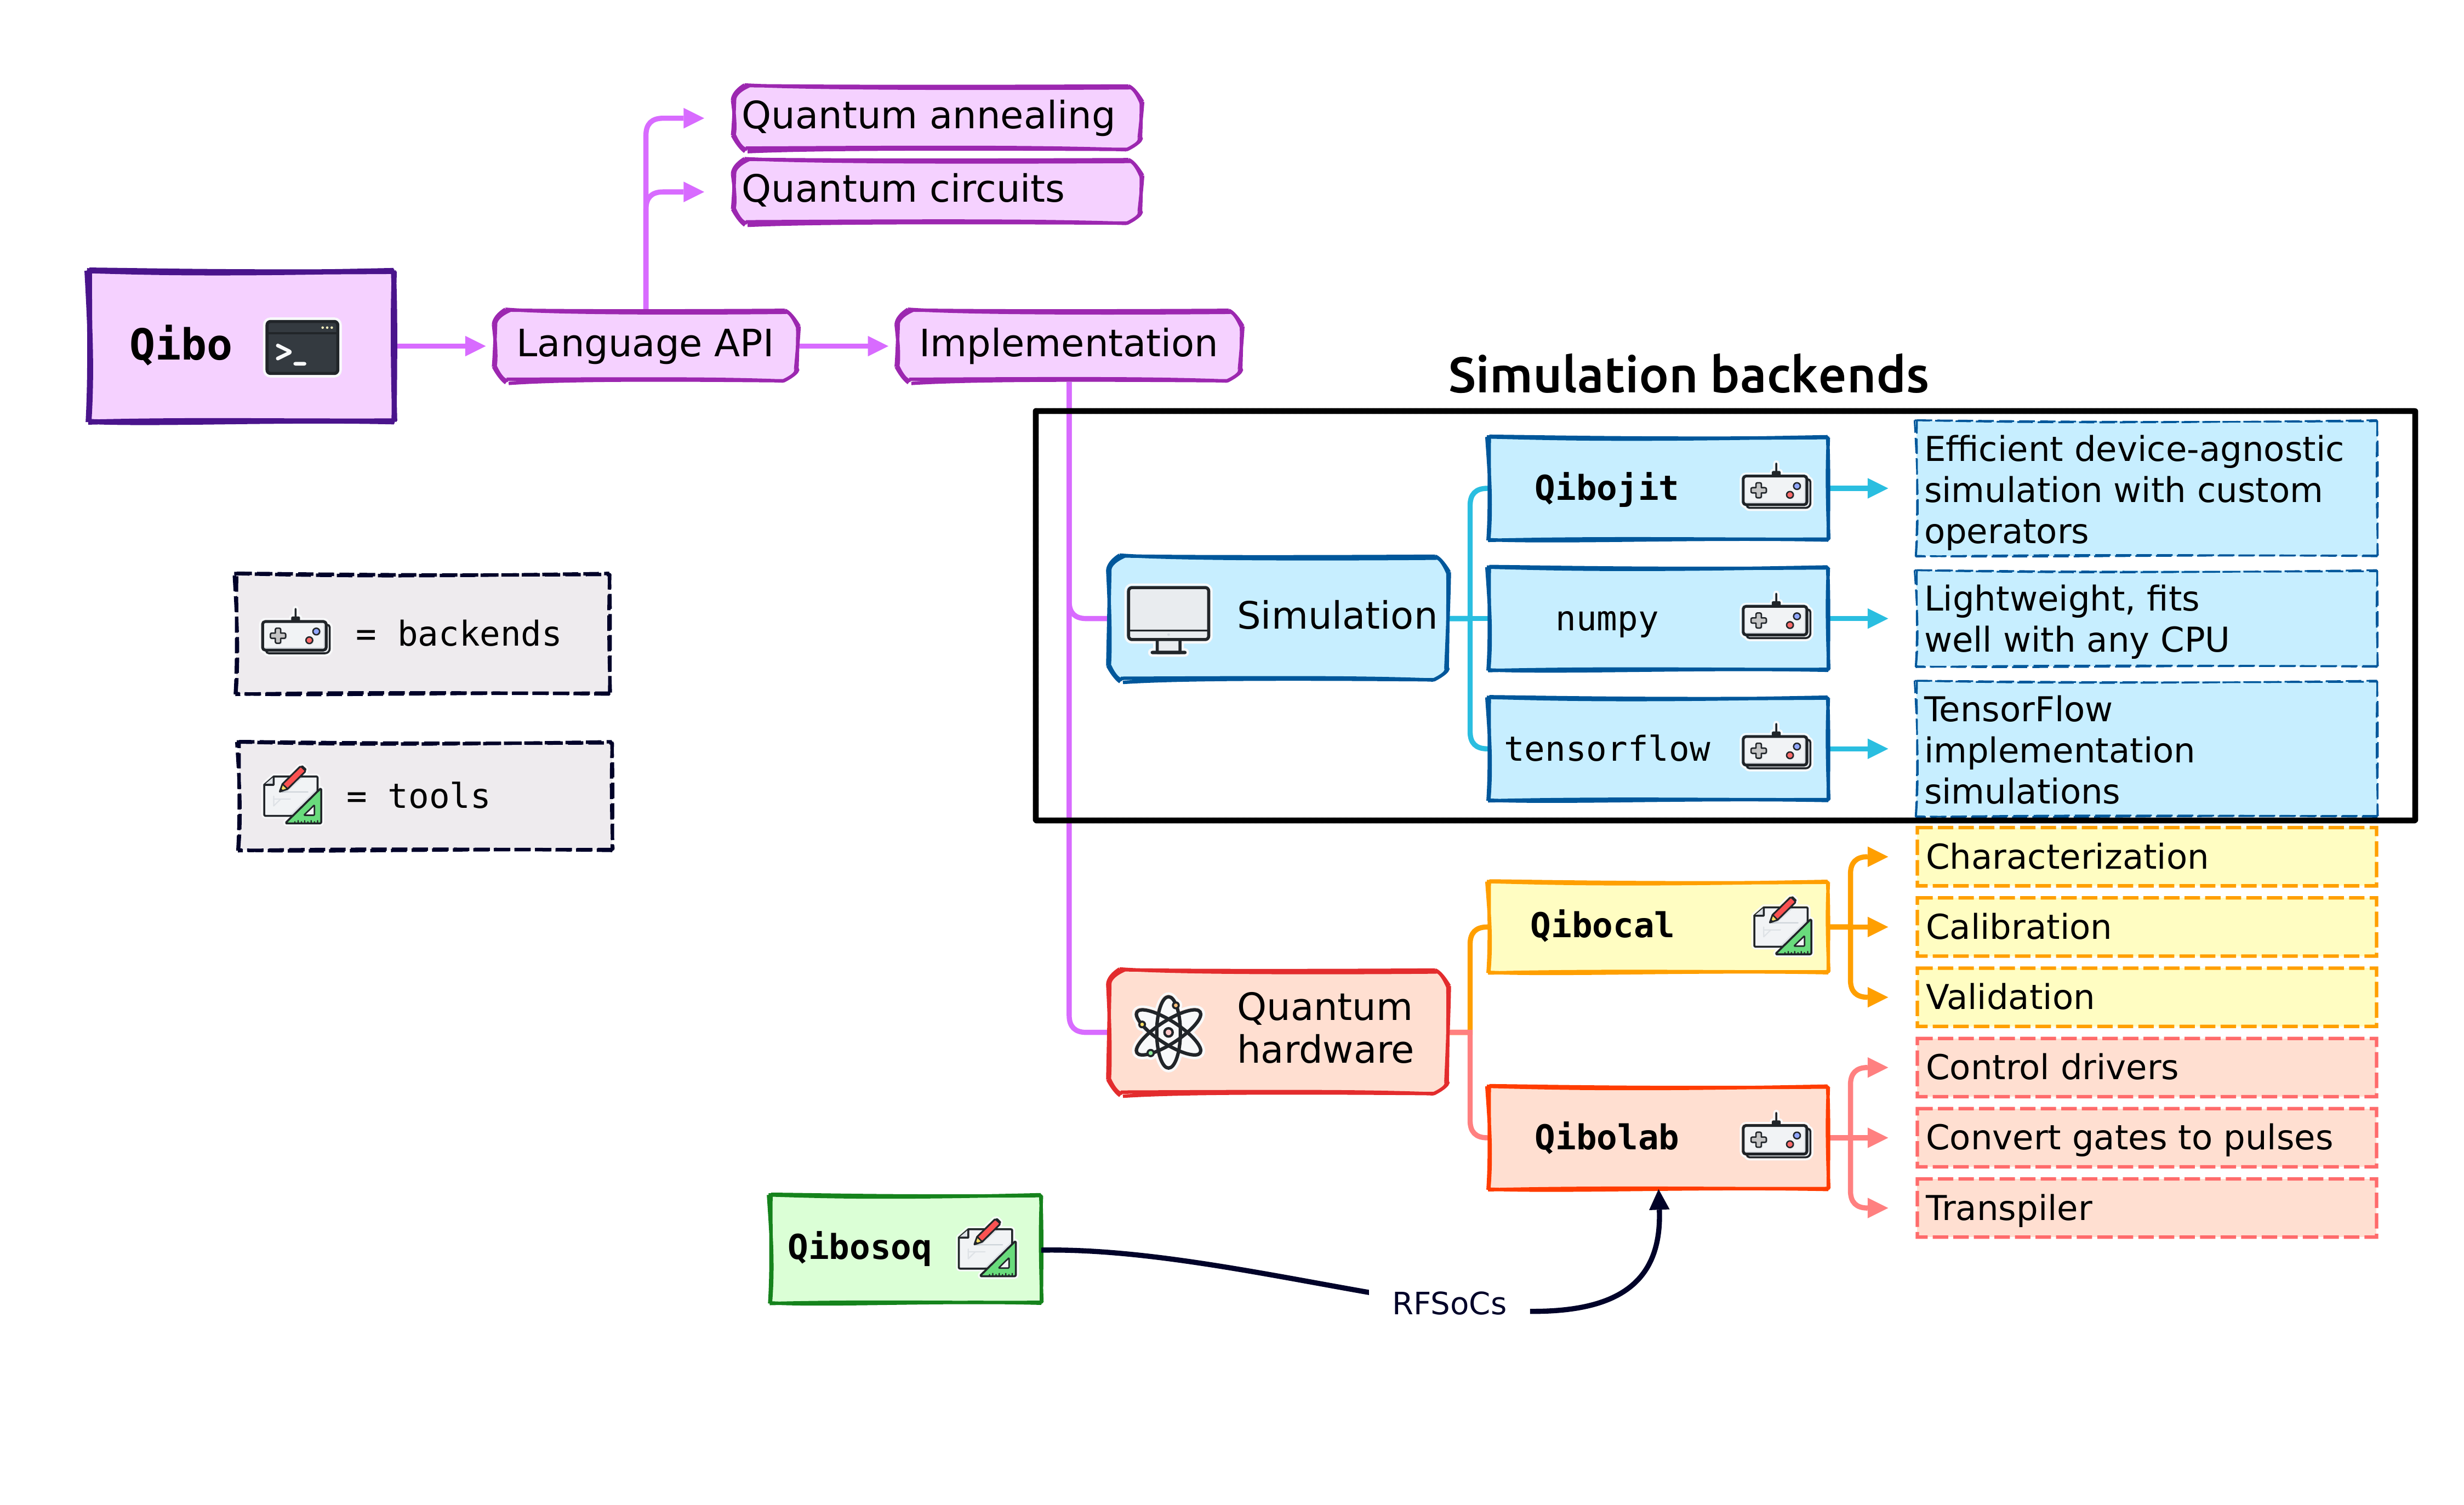 Quantum annealing
Quantum circuits
Qibo
>_
Language API
Implementation
Simulation backends
Qibojit
Efficient device-agnostic
simulation with custom
operators
Simulation
numpy
Lightweight, fits
well with any CPU
tensorflow
TensorFlow
implementation
simulations
= backends
= tools
Quantum
hardware
Qibocal
Characterization
Calibration
Validation
Qibolab
Control drivers
Convert gates to pulses
Transpiler
Qibosoq
RFSoCs